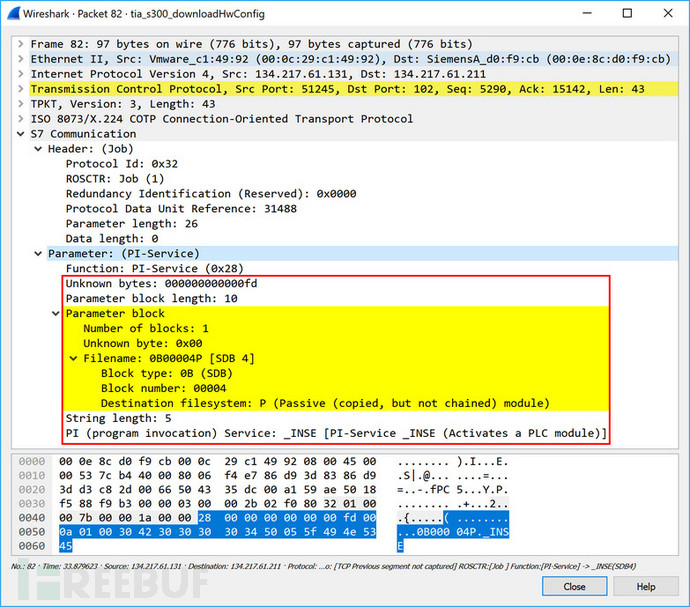 Wireshark · Packet 82 · tia_s300_downloadHwConfig
Frame 82: 97 bytes on wire (776 bits), 97 bytes captured (776 bits)
Ethernet II, Src: Vmware_c1:49:92 (00:0c:29:c1:49:92), Dst: SiemensA_d0:f9:cb (00:0e:8c:d0:f9:cb)
Internet Protocol Version 4, Src: 134.217.61.131, Dst: 134.217.61.211
Transmission Control Protocol, Src Port: 51245, Dst Port: 102, Seq: 5290, Ack: 15142, Len: 43
TPKT, Version: 3, Length: 43
ISO 8073/X.224 COTP Connection-Oriented Transport Protocol
S7 Communication
Header: (Job)
Protocol Id: 0x32
ROSCTR: Job (1)
Redundancy Identification (Reserved): 0x0000
Protocol Data Unit Reference: 31488
Parameter length: 26
Data length: 0
Parameter: (PI-Service)
Function: PI-Service (0x28)
Unknown bytes: 000000000000fd
Parameter block length: 10
Parameter block
Number of blocks: 1
Unknown byte: 0x00
Filename: 0B00004P [SDB 4]
Block type: 0B (SDB)
Block number: 00004
Destination filesystem: P (Passive (copied, but not chained) module)
String length: 5
PI (program invocation) Service: _INSE [PI-Service _INSE (Activates a PLC module)]
0000 00 0e 8c d0 f9 cb 00 0c 29 c1 49 92 08 00 45 00 ........ ).I...E.
0010 00 53 7c b4 40 00 80 06 f4 e7 86 d9 3d 83 86 d9 .S|.@... ....=...
0020 3d d3 c8 2d 00 66 50 43 35 dc 00 a1 59 ae 50 18 =..-.fPC 5...Y.P.
0030 f5 88 f9 b3 00 00 03 00 00 2b 02 f0 80 32 01 00 ........ .+...2..
0040 00 7b 00 00 1a 00 00 28 00 00 00 00 00 00 fd 00 .{.....( ........
0050 0a 01 00 30 42 30 30 30 30 34 50 05 5f 49 4e 53 ...0B000 04P._INS
0060 45 E
No.: 82 · Time: 33.879623 · Source: 134.217.61.131 · Destination: 134.217.61.211 · Protocol: ...o: [TCP Previous segment not captured] ROSCTR:[Job ] Function:[PI-Service] -> _INSE(SDB4)
Close
Help
FREEBUF